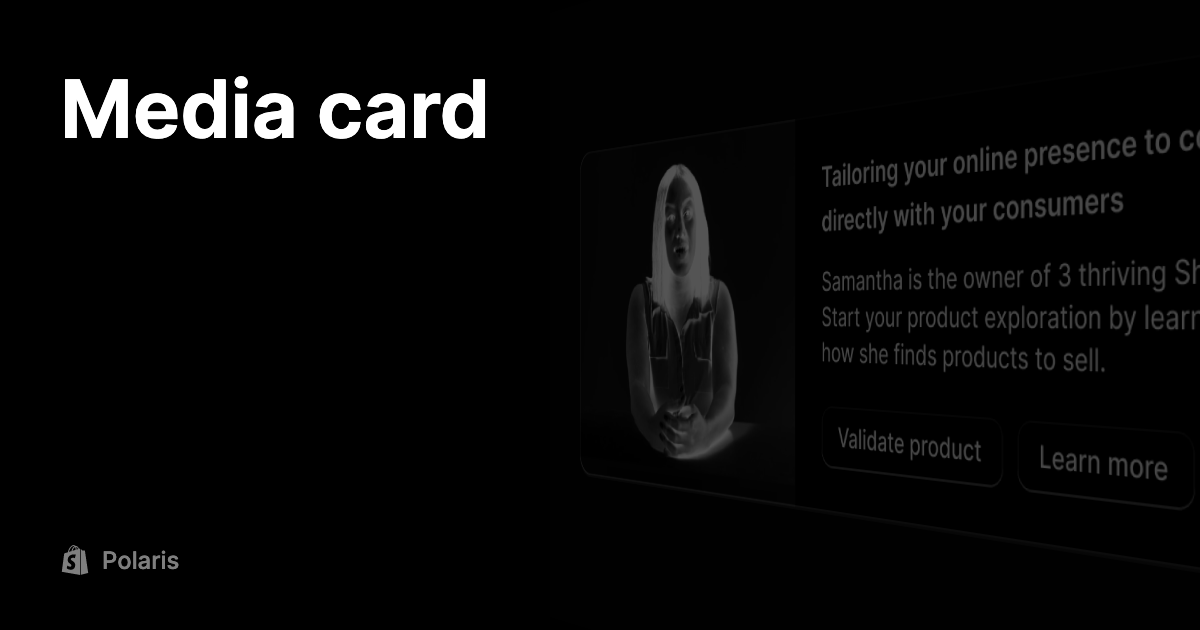 Media card
Tailoring your online presence to
directly with your consumers
Samantha is the owner of 3 thriving
Start your product exploration by
how she finds products to sell.
Validate product
Learn more
Polaris